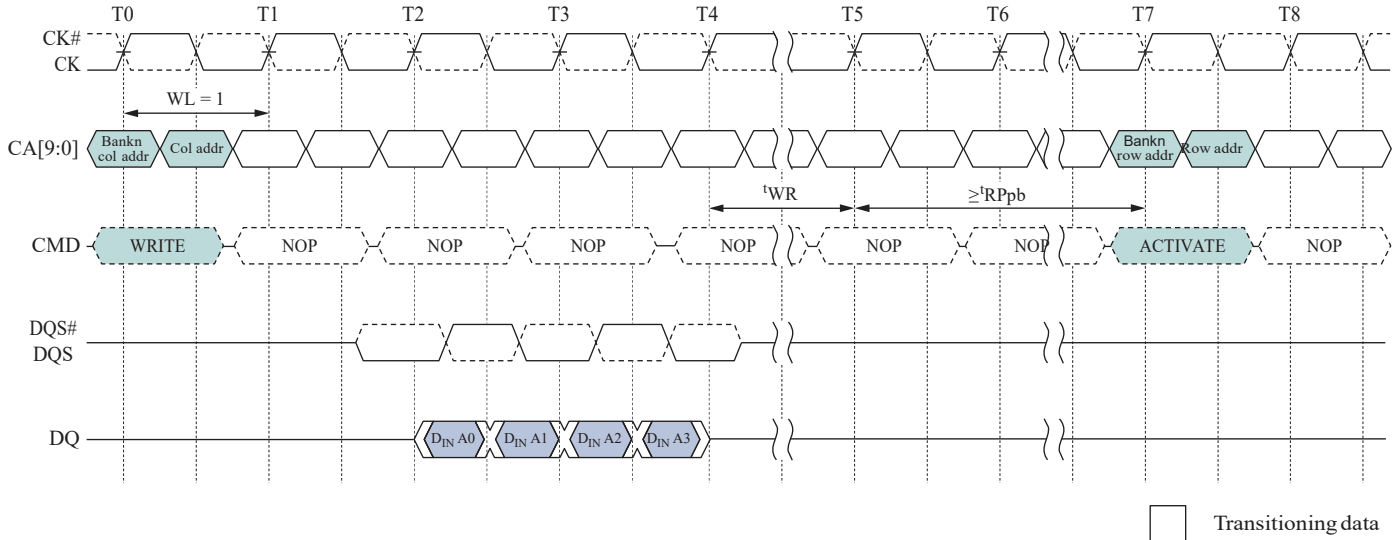 T0 T1 T2 T3 T4 T5 T6 T7 T8
CK#
CK
WL = 1
CA[9:0]
Bankn
col addr
Col addr
Bankn
row addr
Row addr
tWR
≥tRPpb
CMD WRITE NOP NOP NOP NOP NOP NOP ACTIVATE NOP
DQS#
DQS
DQ DIN A0 DIN A1 DIN A2 DIN A3
Transitioning data